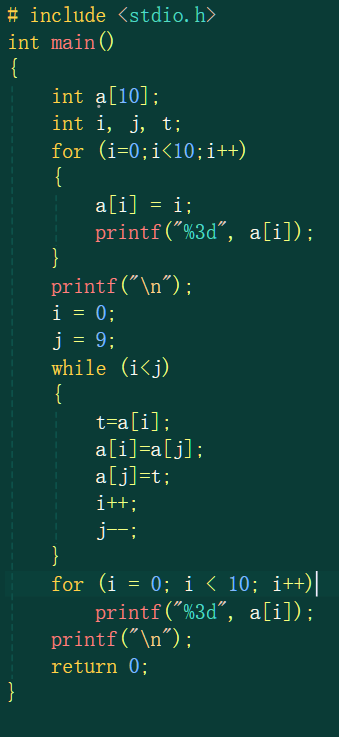 # include <stdio.h>
int main()
{
    int a[10];
    int i, j, t;
    for (i=0;i<10;i++)
    {
        a[i] = i;
        printf("%3d", a[i]);
    }
    printf("\n");
    i = 0;
    j = 9;
    while (i<j)
    {
        t=a[i];
        a[i]=a[j];
        a[j]=t;
        i++;
        j--;
    }
    for (i = 0; i < 10; i++)
        printf("%3d", a[i]);
    printf("\n");
    return 0;
}